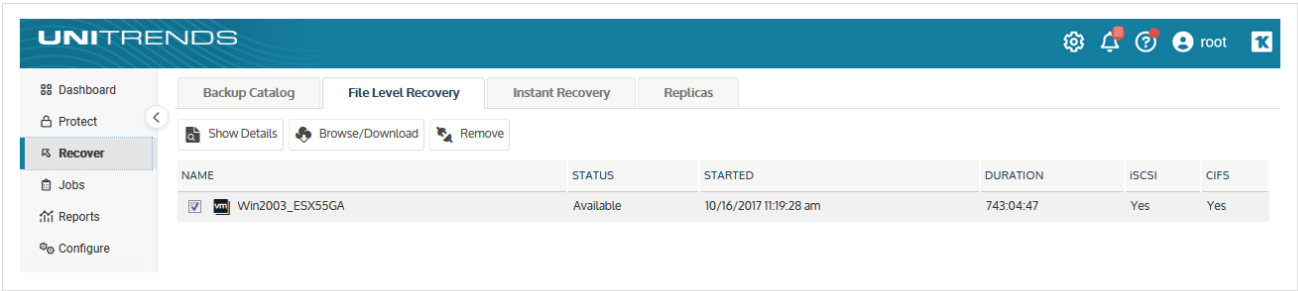 UNITRENDS
root
Dashboard
Protect
Recover
Jobs
Reports
Configure
Backup Catalog File Level Recovery Instant Recovery Replicas
Show Details Browse/Download Remove
NAME STATUS STARTED DURATION iSCSI CIFS
vm Win2003_ESX55GA Available 10/16/2017 11:19:28 am 743:04:47 Yes Yes